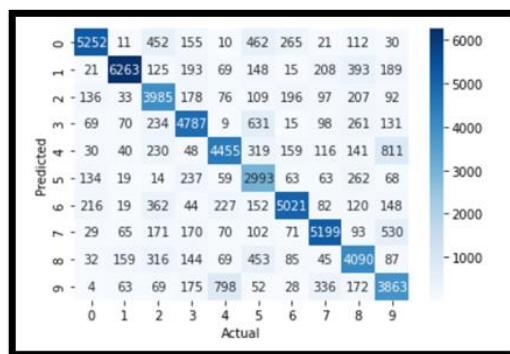 0 5252 11 452 155 10 462 265 21 112 30
1 21 6263 125 193 69 148 15 208 393 189
2 136 33 3985 178 76 109 196 97 207 92
3 69 70 234 4787 9 631 15 98 261 131
4 30 40 230 48 4455 319 159 116 141 811
5 134 19 14 237 59 2993 63 63 262 68
6 216 19 362 44 227 152 5021 82 120 148
7 29 65 171 170 70 102 71 5199 93 530
8 32 159 316 144 69 453 85 45 4090 87
9 4 63 69 175 798 52 28 336 172 3863
0 1 2 3 4 5 6 7 8 9
Actual
Predicted
6000
5000
4000
3000
2000
1000